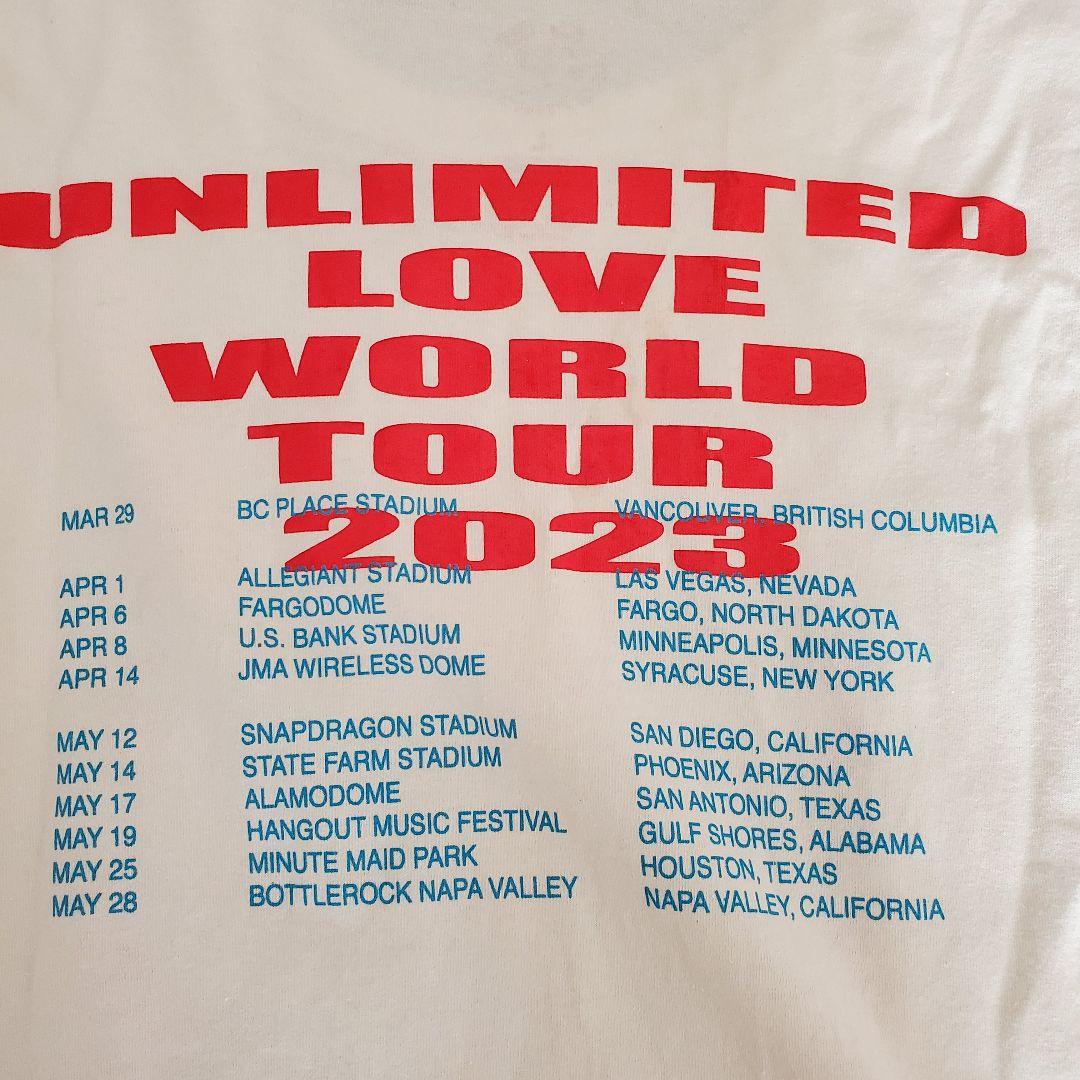 UNLIMITED
LOVE
WORLD
TOUR
2023
MAR 29 BC PLACE STADIUM VANCOUVER, BRITISH COLUMBIA
APR 1 ALLEGIANT STADIUM LAS VEGAS, NEVADA
APR 6 FARGODOME FARGO, NORTH DAKOTA
APR 8 U.S. BANK STADIUM MINNEAPOLIS, MINNESOTA
APR 14 JMA WIRELESS DOME SYRACUSE, NEW YORK
MAY 12 SNAPDRAGON STADIUM SAN DIEGO, CALIFORNIA
MAY 14 STATE FARM STADIUM PHOENIX, ARIZONA
MAY 17 ALAMODOME SAN ANTONIO, TEXAS
MAY 19 HANGOUT MUSIC FESTIVAL GULF SHORES, ALABAMA
MAY 25 MINUTE MAID PARK HOUSTON, TEXAS
MAY 28 BOTTLEROCK NAPA VALLEY NAPA VALLEY, CALIFORNIA